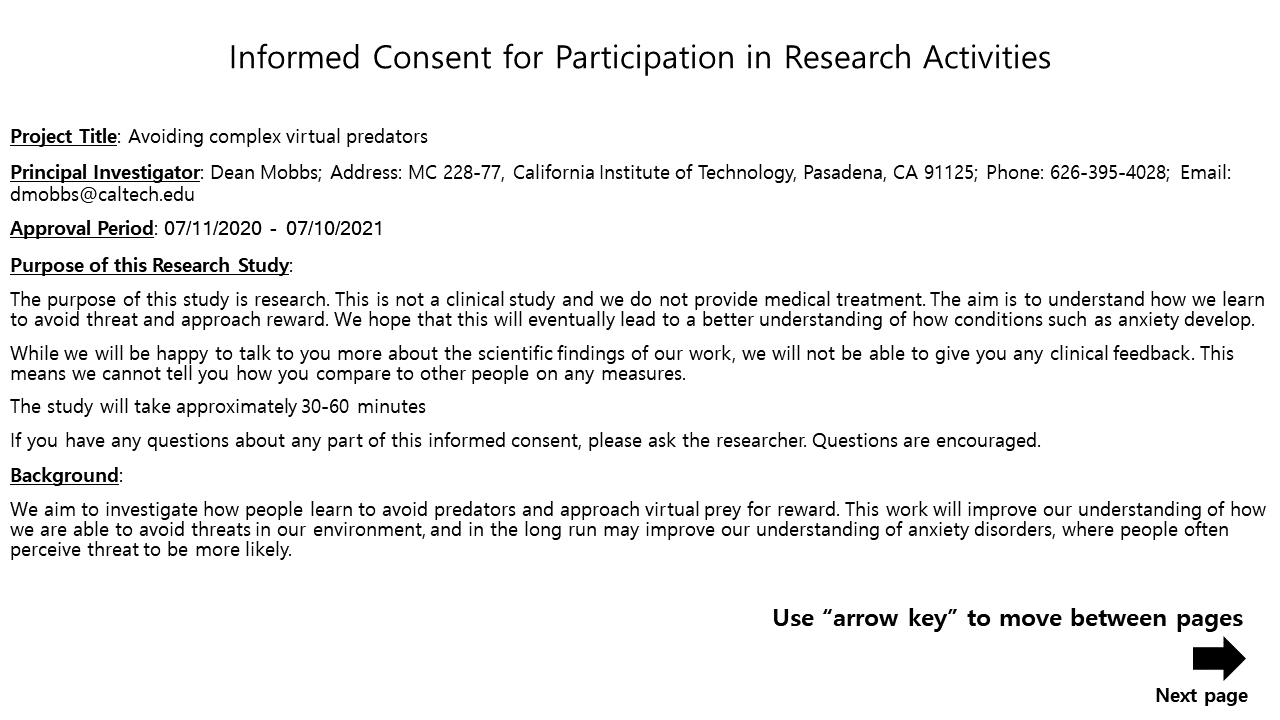 Informed Consent for Participation in Research Activities
Project Title: Avoiding complex virtual predators
Principal Investigator: Dean Mobbs; Address: MC 228-77, California Institute of Technology, Pasadena, CA 91125; Phone: 626-395-4028; Email:
dmobbs@caltech.edu
Approval Period: 07/11/2020 - 07/10/2021
Purpose of this Research Study:
The purpose of this study is research. This is not a clinical study and we do not provide medical treatment. The aim is to understand how we learn
to avoid threat and approach reward. We hope that this will eventually lead to a better understanding of how conditions such as anxiety develop.
While we will be happy to talk to you more about the scientific findings of our work, we will not be able to give you any clinical feedback. This
means we cannot tell you how you compare to other people on any measures.
The study will take approximately 30-60 minutes
If you have any questions about any part of this informed consent, please ask the researcher. Questions are encouraged.
Background:
We aim to investigate how people learn to avoid predators and approach virtual prey for reward. This work will improve our understanding of how
we are able to avoid threats in our environment, and in the long run may improve our understanding of anxiety disorders, where people often
perceive threat to be more likely.
Use “arrow key” to move between pages
Next page